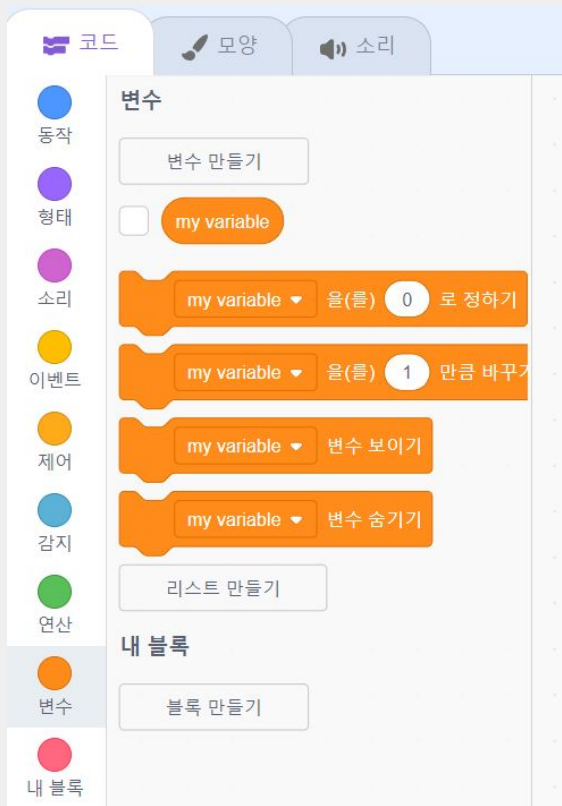 코드
모양
소리
동작
형태
소리
이벤트
제어
감지
연산
변수
내 블록
변수
변수 만들기
my variable
my variable 을(를) 0 로 정하기
my variable 을(를) 1 만큼 바꾸기
my variable 변수 보이기
my variable 변수 숨기기
리스트 만들기
내 블록
블록 만들기